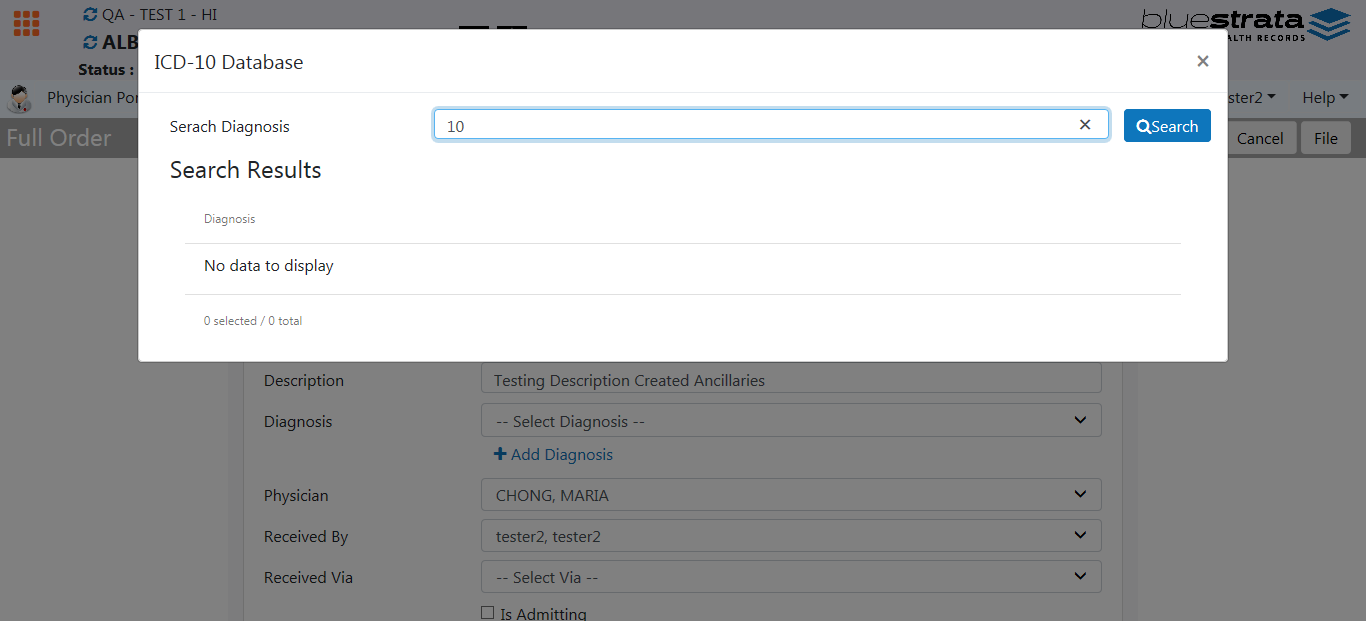 QA - TEST 1 - HI
bluestrata
ALB
ALTH RECORDS
Status :
ICD-10 Database
×
Physician Por
ster2
Help
Serach Diagnosis
10
Search
Full Order
Cancel
File
Search Results
Diagnosis
No data to display
0 selected / 0 total
Description
Testing Description Created Ancillaries
Diagnosis
-- Select Diagnosis --
Add Diagnosis
Physician
CHONG, MARIA
Received By
tester2, tester2
Received Via
-- Select Via --
Is Admitting